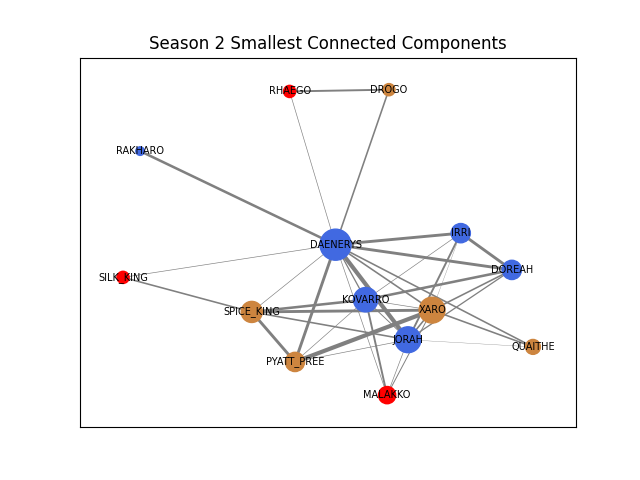 Season 2 Smallest Connected Components
RHAEGO
DROGO
RAKHARO
IRRI
DAENERYS
DOREAH
SILK_KING
KOVARRO
XARO
SPICE_KING
JORAH
QUAITHE
PYATT_PREE
MALAKKO